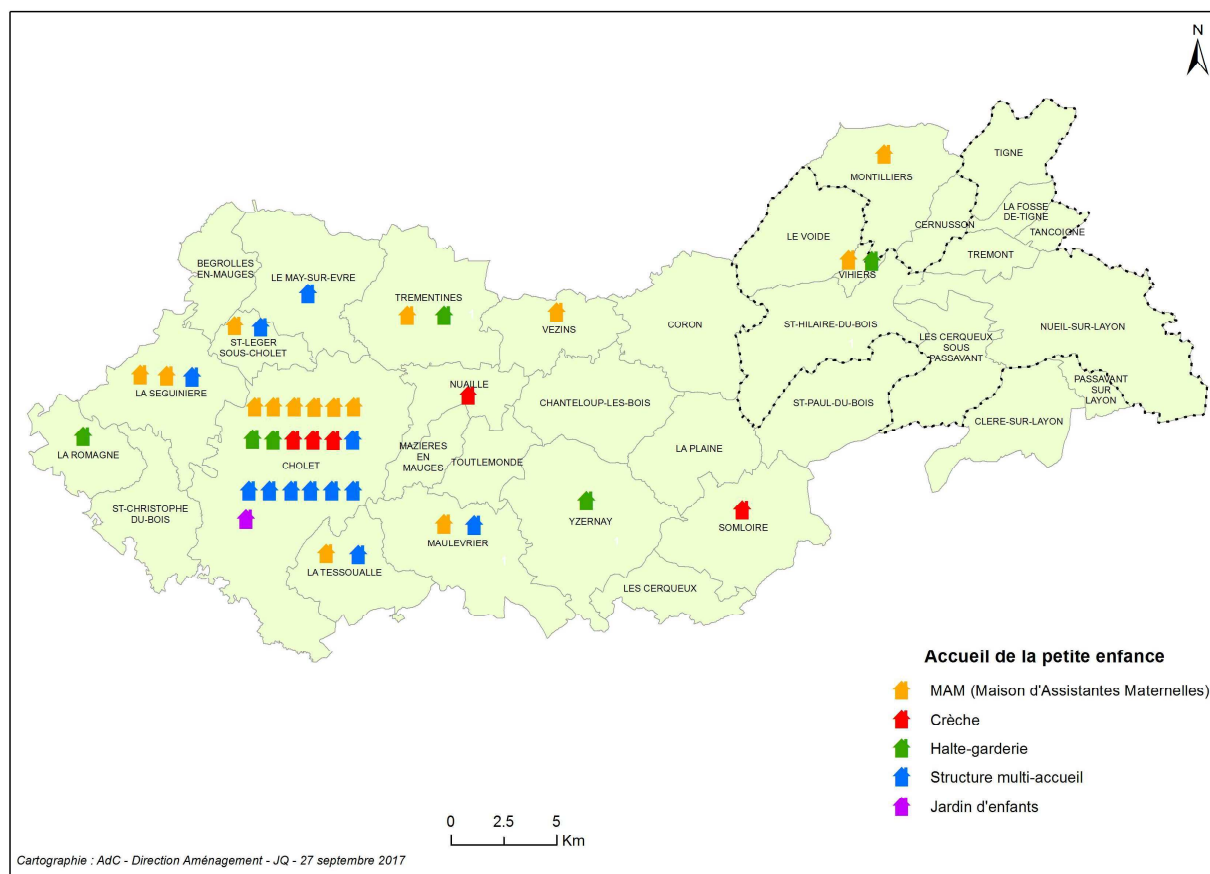 N
TIGNE
MONTILLIERS
LA FOSSE
DE-TIGNE
CERNUSSON
TANCOIGNE
LE VOIDE
TREMONT
BEGROLLES
EN-MAUGES
LE MAY-SUR-EVRE
VIHIERS
TREMENTINES
VEZINS
CORON
ST-HILAIRE-DU-BOIS
NUEIL-SUR-LAYON
LES CERQUEUX
SOUS
PASSAVANT
ST-LEGER
SOUS-CHOLET
NUAILLE
CHANTELOUP-LES-BOIS
ST-PAUL-DU-BOIS
PASSAVANT
SUR
LAYON
LA SEGUINIERE
CLERE-SUR-LAYON
LA ROMAGNE
CHOLET
MAZIERES
EN
MAUGES
TOUTLEMONDE
LA PLAINE
ST-CHRISTOPHE
DU-BOIS
YZERNAY
SOMLOIRE
MAULEVRIER
LA TESSOUALLE
LES CERQUEUX
Accueil de la petite enfance
MAM (Maison d'Assistantes Maternelles)
Crèche
Halte-garderie
Structure multi-accueil
Jardin d'enfants
0 2.5 5
Km
Cartographie : AdC - Direction Aménagement - JQ - 27 septembre 2017